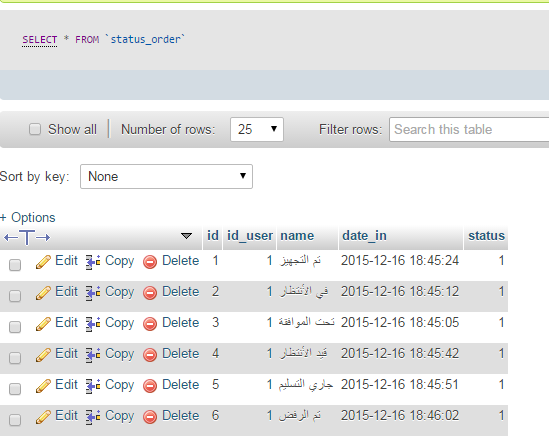 SELECT * FROM `status_order`
Show all Number of rows: 25 Filter rows: Search this table
Sort by key: None
+ Options
id id_user name date_in status
Edit Copy Delete 1 1 تم التجهيز 2015-12-16 18:45:24 1
Edit Copy Delete 2 1 في الأنتظار 2015-12-16 18:45:12 1
Edit Copy Delete 3 1 تحت الموافقة 2015-12-16 18:45:05 1
Edit Copy Delete 4 1 قيد الأنتظار 2015-12-16 18:45:42 1
Edit Copy Delete 5 1 جاري التسليم 2015-12-16 18:45:51 1
Edit Copy Delete 6 1 تم الرفض 2015-12-16 18:46:02 1